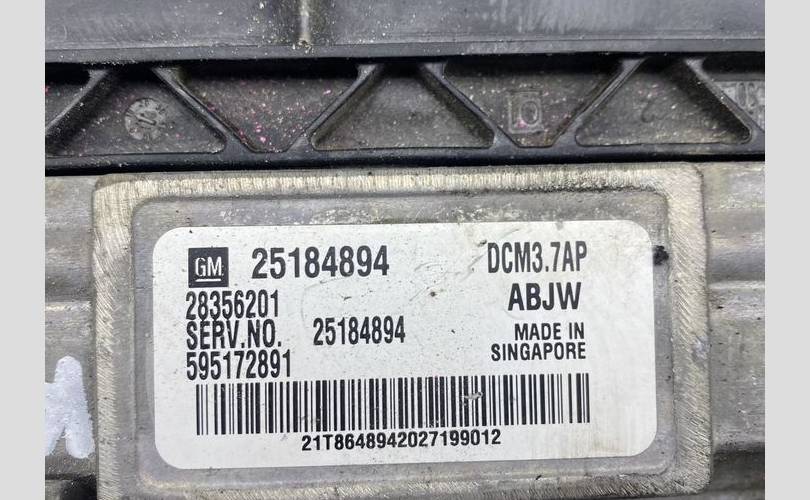 GM 25184894 DCM3.7AP
28356201 ABJW
SERV.NO. 25184894 MADE IN
595172891 SINGAPORE
21T8648942027199012